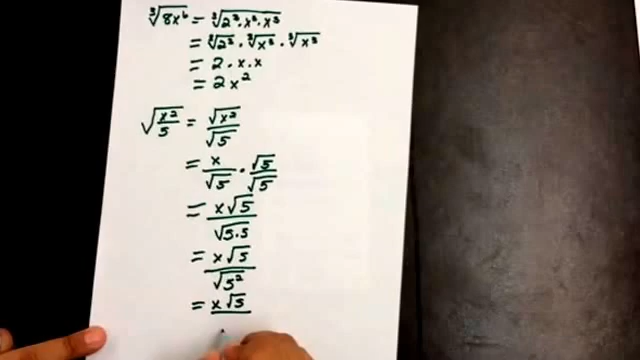 ∛8x⁶ = ∛2³·x³·x³
= ∛2³ · ∛x³ · ∛x³
= 2 · x · x
= 2x²
√(x²/5) = √x²/√5
= x/√5 · √5/√5
= x√5/√5·5
= x√5/√5²
= x√5